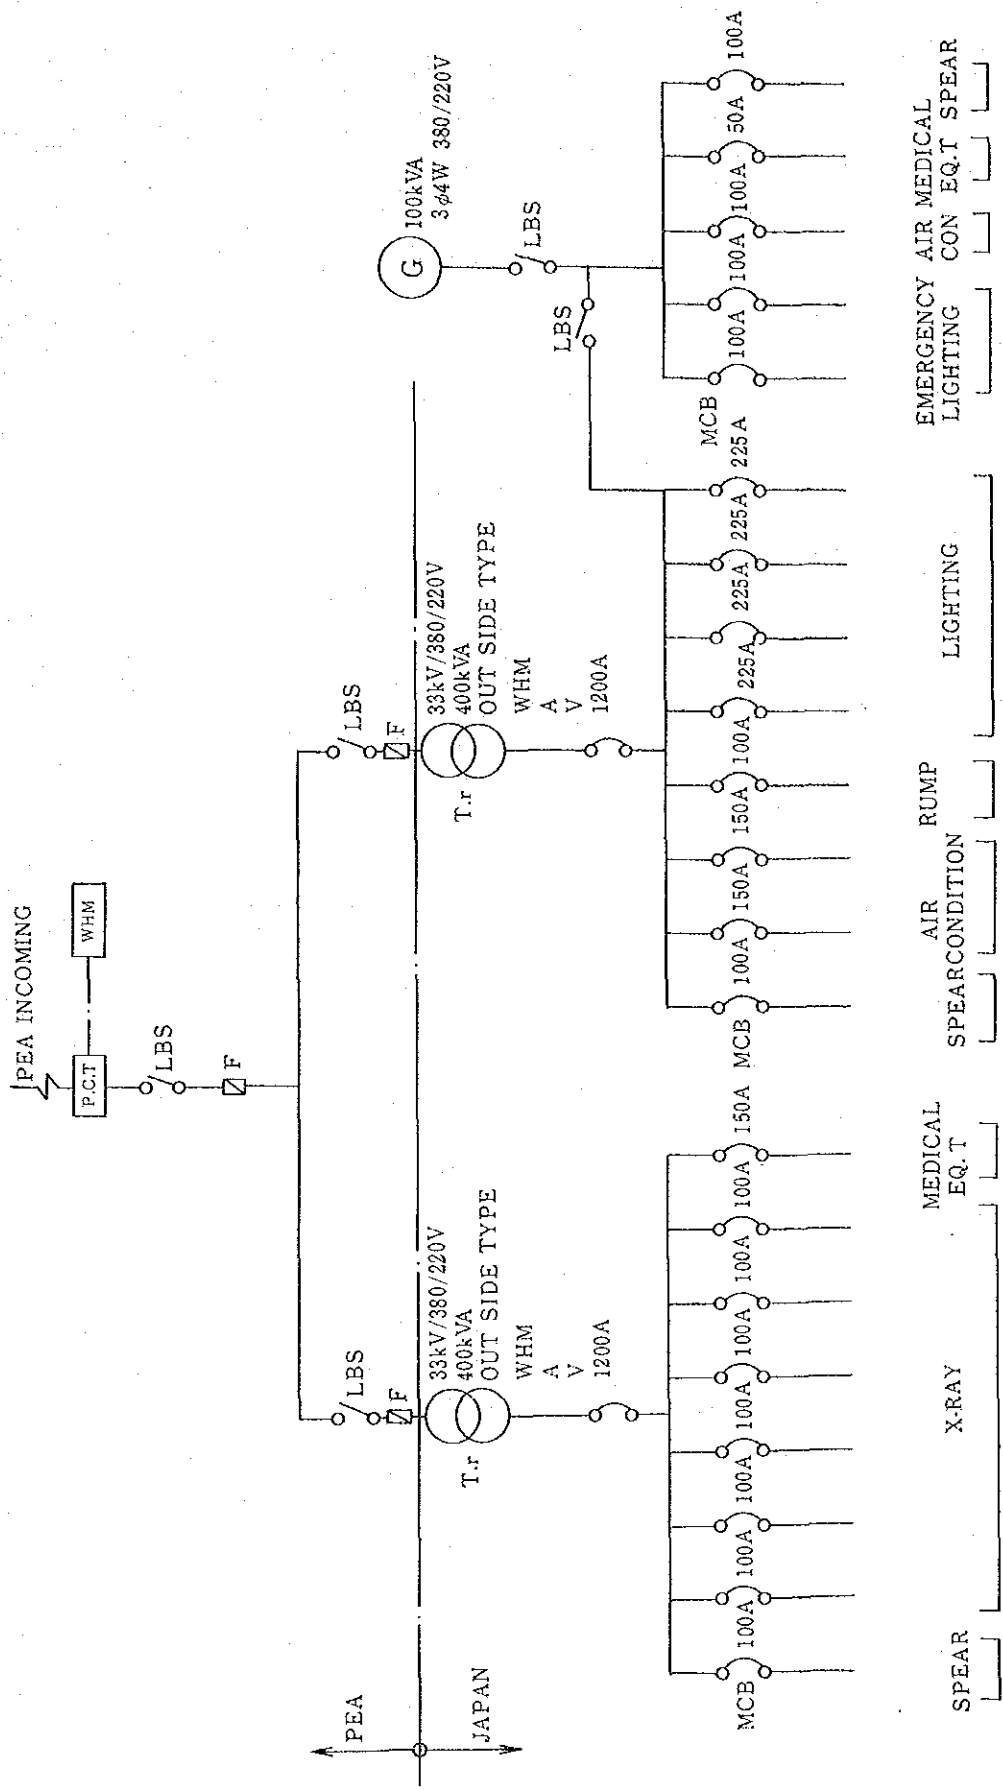 PEA INCOMING
P.C.T
WHM
LBS
F
LBS
F
LBS
F
PEA
JAPAN
T.r
33kV/380/220V
400kVA
OUT SIDE TYPE
WHM
A
V
1200A
T.r
33kV/380/220V
400kVA
OUT SIDE TYPE
WHM
A
V
1200A
G
100kVA
3φ4W 380/220V
LBS
LBS
MCB 100A 100A 100A 100A 100A 100A 100A 150A
MCB 100A 150A 150A 100A 225A 225A 225A 225A
MCB
100A 100A 100A 50A 100A
SPEAR
X-RAY
MEDICAL
EQ.T
SPEAR
AIR
CONDITION
RUMP
LIGHTING
EMERGENCY
LIGHTING
AIR
CON
MEDICAL
EQ.T
SPEAR